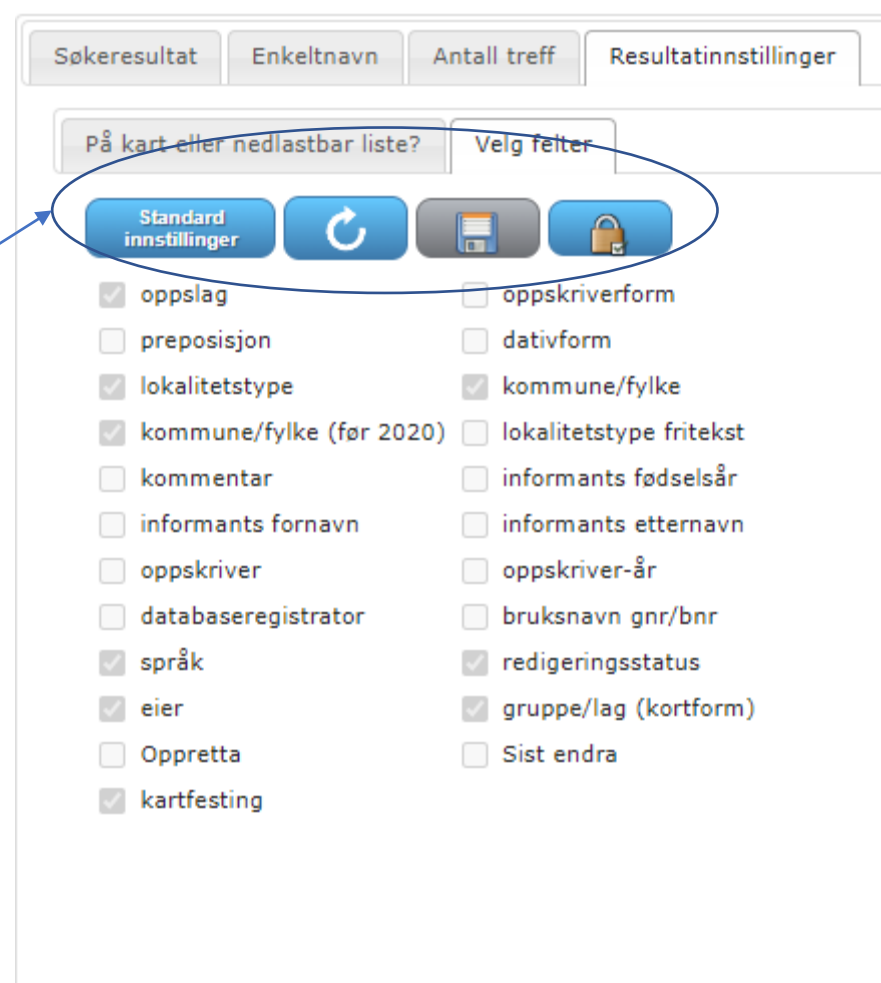 Søkeresultat Enkeltnavn Antall treff Resultatinnstillinger
På kart eller nedlastbar liste? Velg felter
Standard
innstillinger
oppslag oppskriverform
preposisjon dativform
lokalitetstype kommune/fylke
kommune/fylke (før 2020) lokalitetstype fritekst
kommentar informants fødselsår
informants fornavn informants etternavn
oppskriver oppskriver-år
databaseregistrator bruksnavn gnr/bnr
språk redigeringsstatus
eier gruppe/lag (kortform)
Oppretta Sist endra
kartfesting